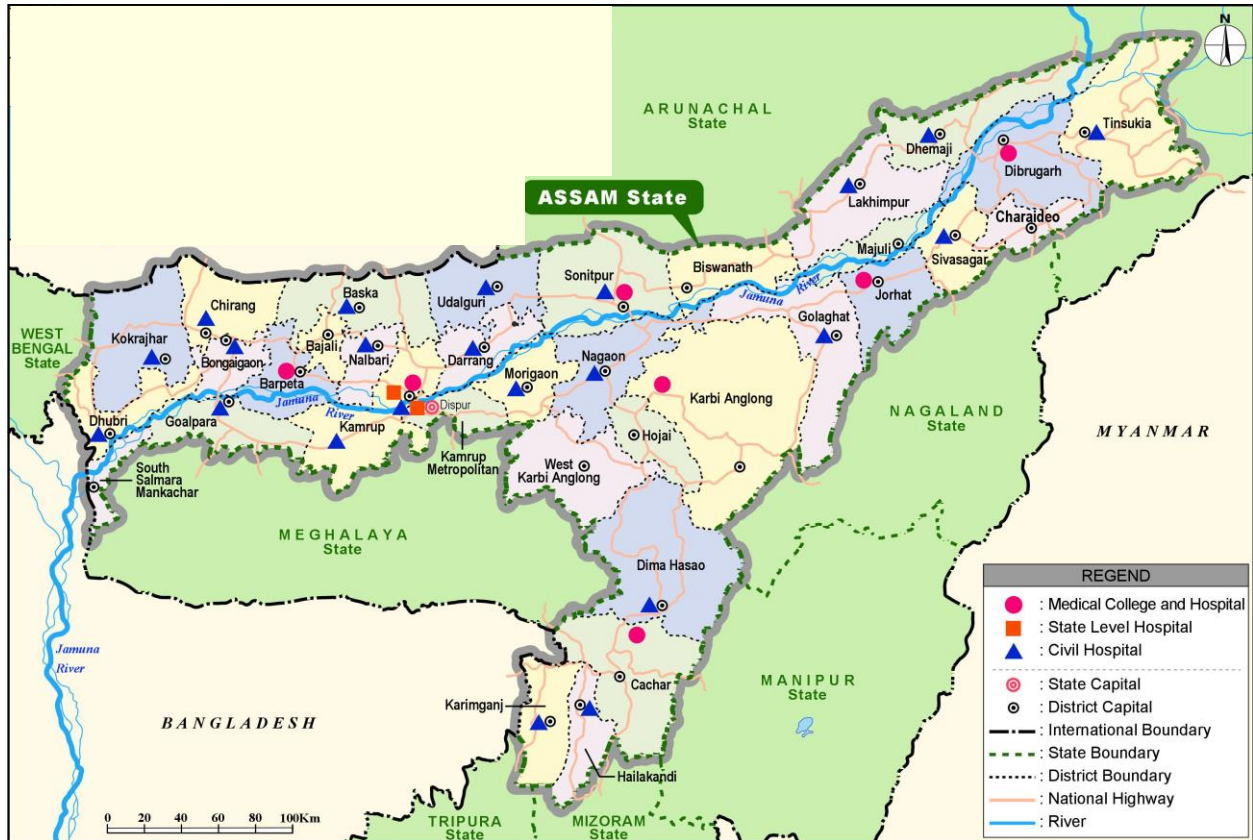 N
ARUNACHAL
State
ASSAM State
Tinsukia
Dhemaji
Dibrugarh
Lakhimpur
Charaideo
Majuli
Sivasagar
Biswanath
Sonitpur
Jamuna
River
Jorhat
Golaghat
Udalguri
Baska
Chirang
WEST
BENGAL
State
Kokrajhar
Bongaigaon
Bajali
Nalbari
Darrang
Morigaon
Nagaon
Karbi Anglong
Barpeta
Dhubri
Goalpara
Jamuna
River
Kamrup
Dispur
Kamrup
Metropolitan
Hojai
West
Karbi Anglong
NAGALAND
State
MYANMAR
South
Salmara
Mankachar
MEGHALAYA
State
Dima Hasao
Jamuna
River
BANGLADESH
Karimganj
Cachar
Hailakandi
MANIPUR
State
TRIPURA
State
MIZORAM
State
0 20 40 60 80 100Km
REGEND
: Medical College and Hospital
: State Level Hospital
: Civil Hospital
: State Capital
: District Capital
: International Boundary
: State Boundary
: District Boundary
: National Highway
: River